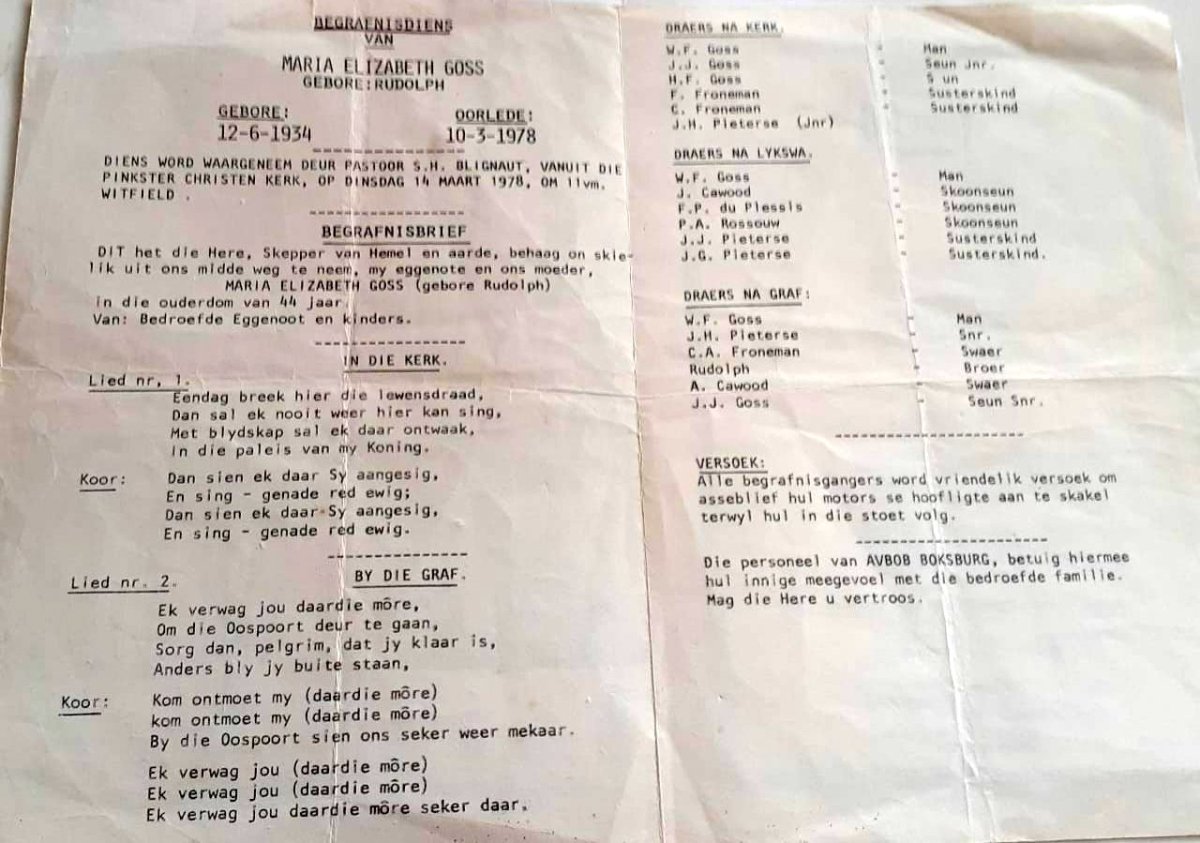 BEGRAFNISDIENS
VAN
MARIA ELIZABETH GOSS
GEBORE:RUDOLPH
GEBORE: OORLEDE:
12-6-1934 10-3-1978
DIENS WORD WAARGENEEM DEUR PASTOOR S.H. BLIGNAUT, VANUIT DIE
PINKSTER CHRISTEN KERK, OP DINSDAG 14 MAART 1978, OM 11vm.
WITFIELD .
BEGRAFNISBRIEF
DIT het die Here, Skepper van Hemel en aarde, behaag on skie-
lik uit ons midde weg te neem, my eggenote en ons moeder,
MARIA ELIZABETH GOSS (gebore Rudolph)
in die ouderdom van 44 jaar.
Van: Bedroefde Eggenoot en kinders.
IN DIE KERK.
Lied nr, 1.
Eendag breek hier die lewensdraad,
Dan sal ek nooit weer hier kan sing,
Met blydskap sal ek daar ontwaak,
In die paleis van my Koning.
Koor: Dan sien ek daar Sy aangesig,
En sing - genade red ewig;
Dan sien ek daar Sy aangesig,
En sing - genade red ewig.
BY DIE GRAF.
Lied nr. 2.
Ek verwag jou daardie môre,
Om die Oospoort deur te gaan,
Sorg dan, pelgrim, dat jy klaar is,
Anders bly jy buite staan,
Koor: Kom ontmoet my (daardie môre)
kom ontmoet my (daardie môre)
By die Oospoort sien ons seker weer mekaar.
Ek verwag jou (daardie môre)
Ek verwag jou (daardie môre)
Ek verwag jou daardie môre seker daar.
DRAERS NA KERK.
W.F. Goss - Man
J.J. Goss - Seun Jnr.
H.F. Goss - S un
F. Froneman - Susterskind
C. Froneman - Susterskind
J.H. Pieterse (Jnr)
DRAERS NA LYKSWA.
W.F. Goss - Man
J. Cawood - Skoonseun
F.P. du Plessis - Skoonseun
P.A. Rossouw - Skoonseun
J.J. Pieterse - Susterskind
J.G. Pieterse - Susterskind.
DRAERS NA GRAF:
W.F. Goss - Man
J.H. Pieterse - Snr.
C.A. Froneman - Swaer
Rudolph - Broer
A. Cawood - Swaer
J.J. Goss - Seun Snr.
VERSOEK:
Alle begrafnisgangers word vriendelik versoek om
asseblief hul motors se hoofligte aan te skakel
terwyl hul in die stoet volg.
Die personeel van AVBOB BOKSBURG, betuig hiermee
hul innige meegevoel met die bedroefde familie.
Mag die Here u vertroos.